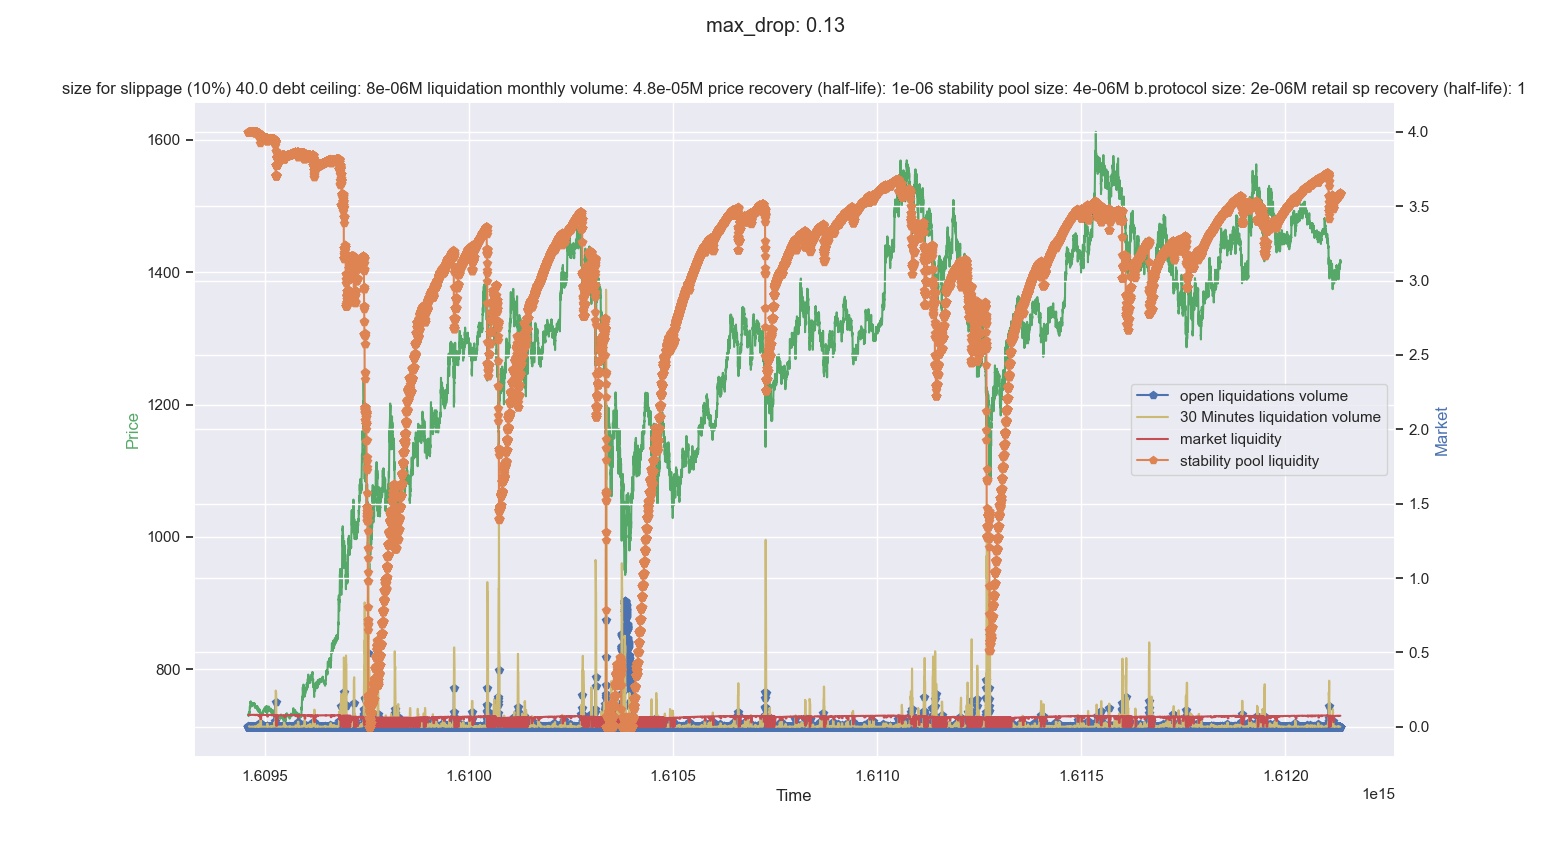 max_drop: 0.13
size for slippage (10%) 40.0 debt ceiling: 8e-06M liquidation monthly volume: 4.8e-05M price recovery (half-life): 1e-06 stability pool size: 4e-06M b.protocol size: 2e-06M retail sp recovery (half-life): 1
1600
1400
1200
1000
800
Price
4.0
3.5
3.0
2.5
2.0
1.5
1.0
0.5
0.0
Market
open liquidations volume
30 Minutes liquidation volume
market liquidity
stability pool liquidity
1.6095
1.6100
1.6105
1.6110
1.6115
1.6120
1e15
Time